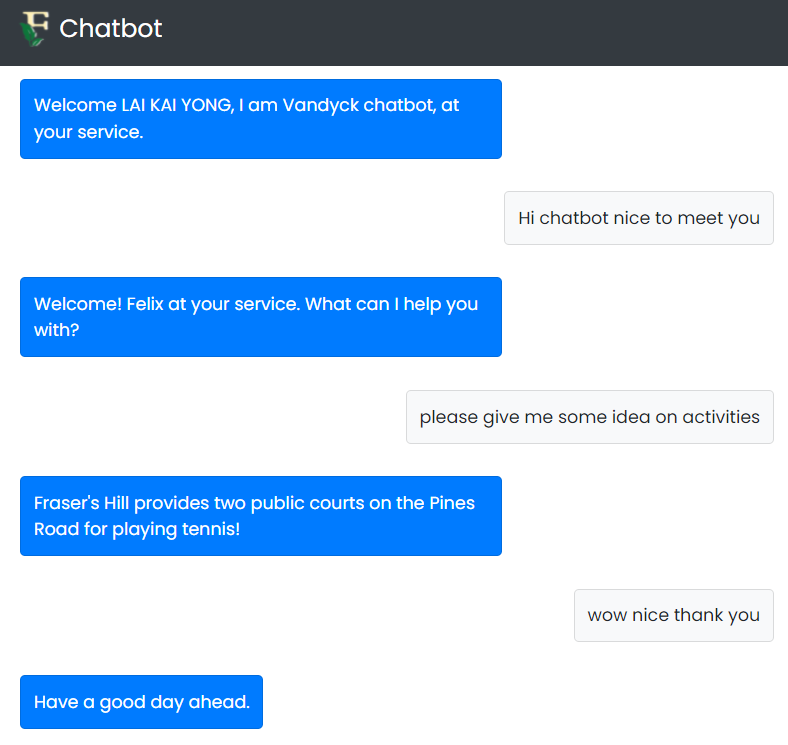 F Chatbot
Welcome LAI KAI YONG, I am Vandyck chatbot, at
your service.
Hi chatbot nice to meet you
Welcome! Felix at your service. What can I help you
with?
please give me some idea on activities
Fraser's Hill provides two public courts on the Pines
Road for playing tennis!
wow nice thank you
Have a good day ahead.